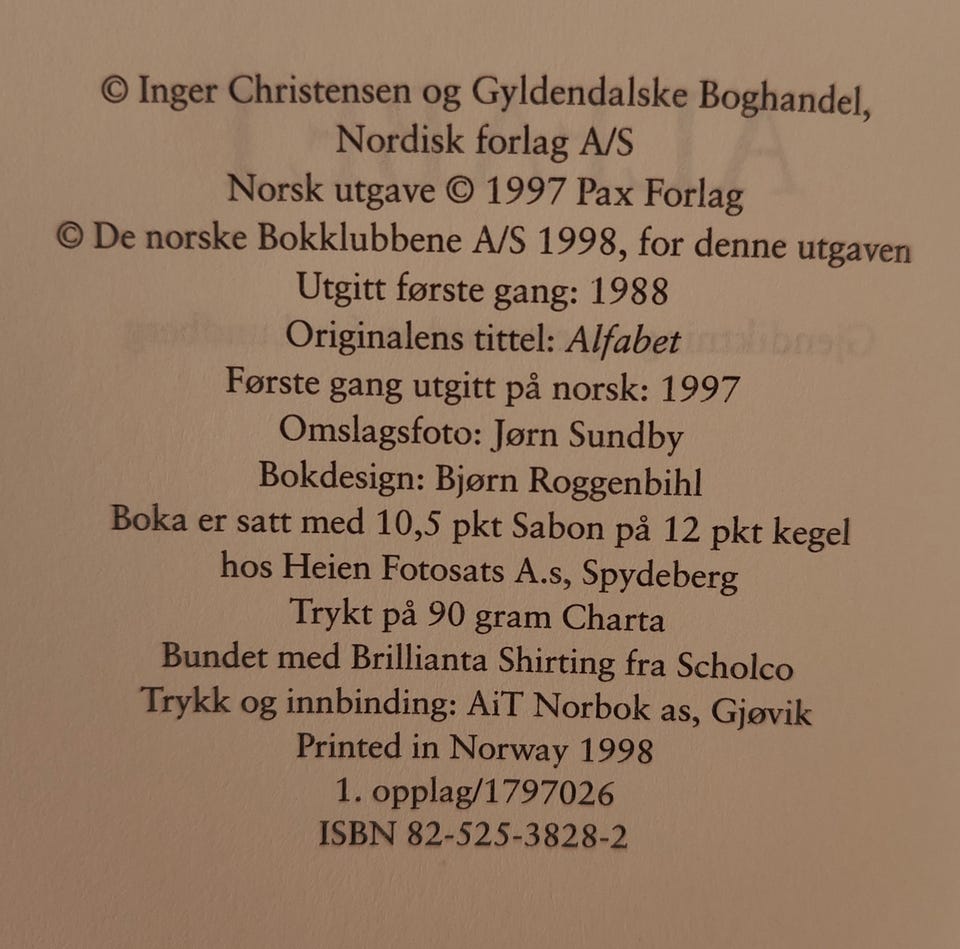 © Inger Christensen og Gyldendalske Boghandel,
Nordisk forlag A/S
Norsk utgave © 1997 Pax Forlag
© De norske Bokklubbene A/S 1998, for denne utgaven
Utgitt første gang: 1988
Originalens tittel: Alfabet
Første gang utgitt på norsk: 1997
Omslagsfoto: Jørn Sundby
Bokdesign: Bjørn Roggenbihl
Boka er satt med 10,5 pkt Sabon på 12 pkt kegel
hos Heien Fotosats A.s, Spydeberg
Trykt på 90 gram Charta
Bundet med Brillianta Shirting fra Scholco
Trykk og innbinding: AiT Norbok as, Gjøvik
Printed in Norway 1998
1. opplag/1797026
ISBN 82-525-3828-2